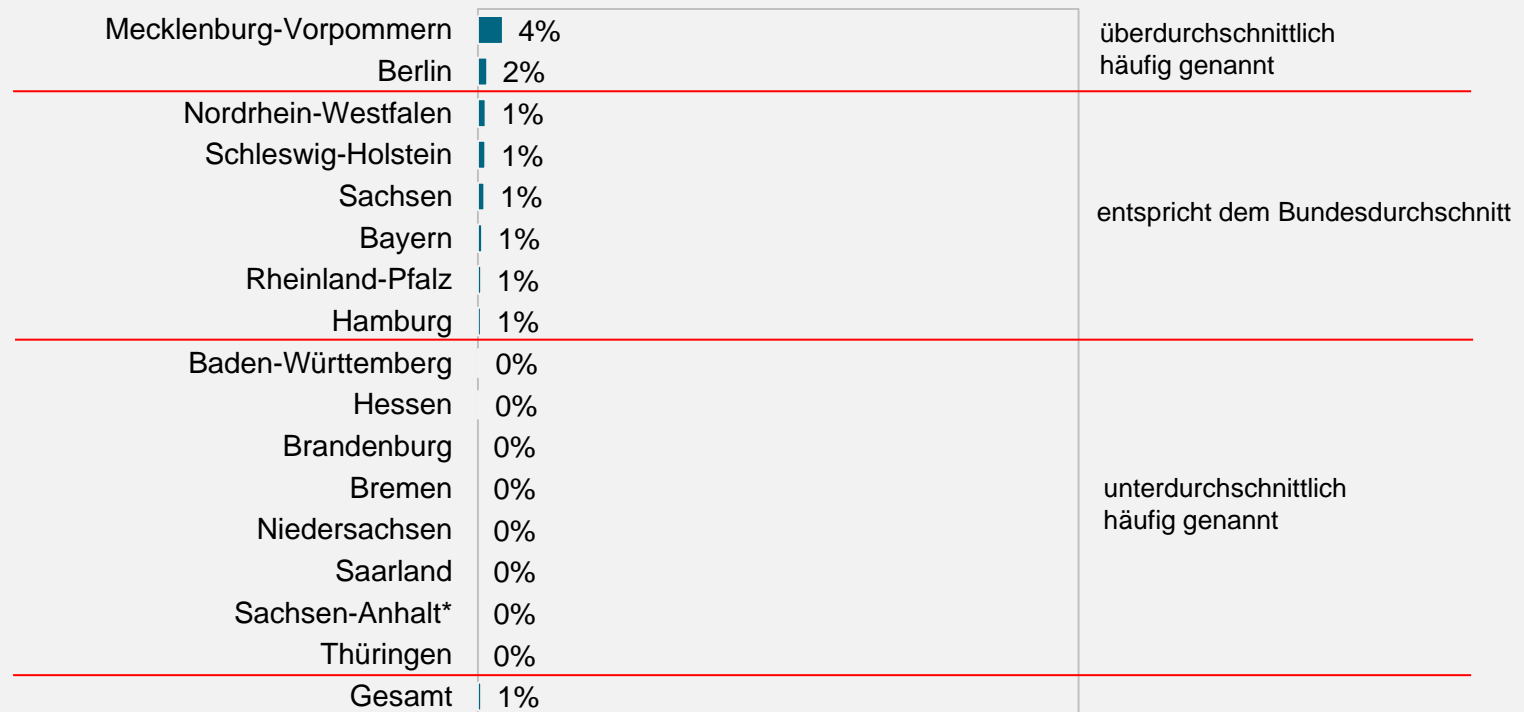 Mecklenburg-Vorpommern 4%
überdurchschnittlich
häufig genannt
Berlin 2%
Nordrhein-Westfalen 1%
Schleswig-Holstein 1%
Sachsen 1%
entspricht dem Bundesdurchschnitt
Bayern 1%
Rheinland-Pfalz 1%
Hamburg 1%
Baden-Württemberg 0%
Hessen 0%
Brandenburg 0%
Bremen 0%
unterdurchschnittlich
häufig genannt
Niedersachsen 0%
Saarland 0%
Sachsen-Anhalt* 0%
Thüringen 0%
Gesamt 1%